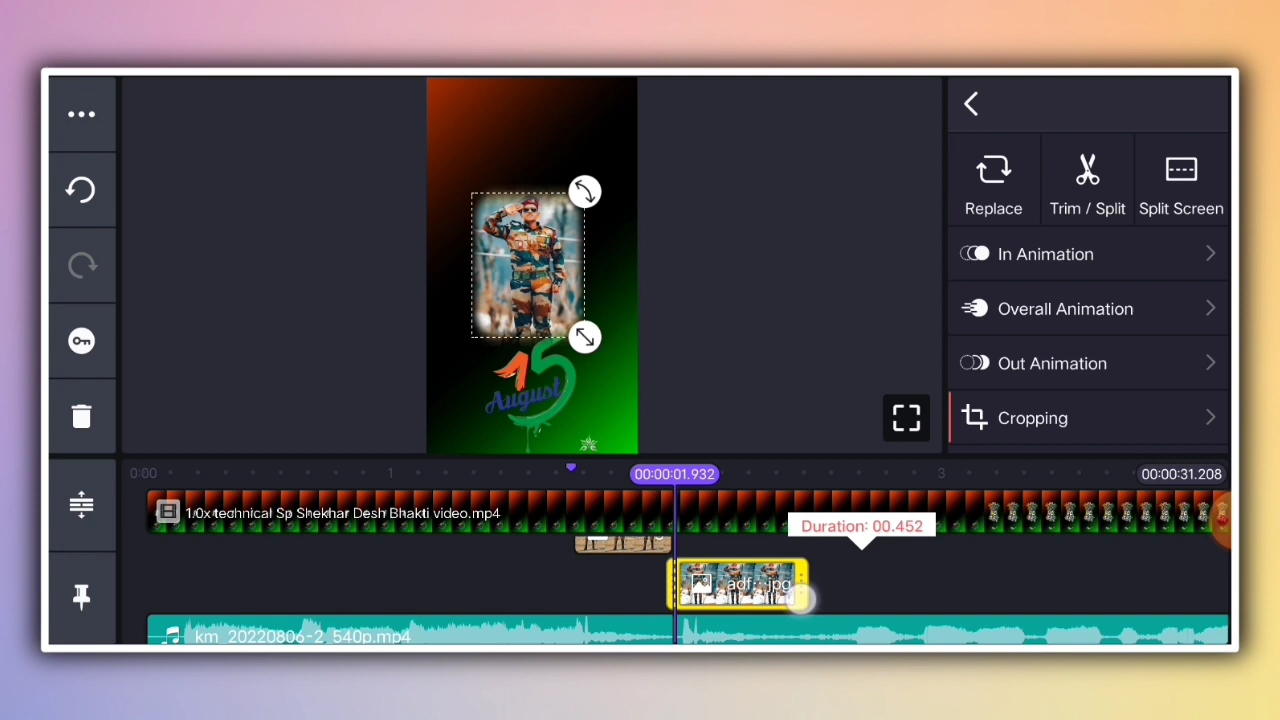 Replace
Trim / Split
Split Screen
In Animation
Overall Animation
Out Animation
Cropping
15
August
0:00
1
00:00:01.932
3
00:00:31.208
1.0x technical Sp Shekhar Desh Bhakti video.mp4
Duration: 00.452
adf...jpg
km_20220806-2_540p.mp4